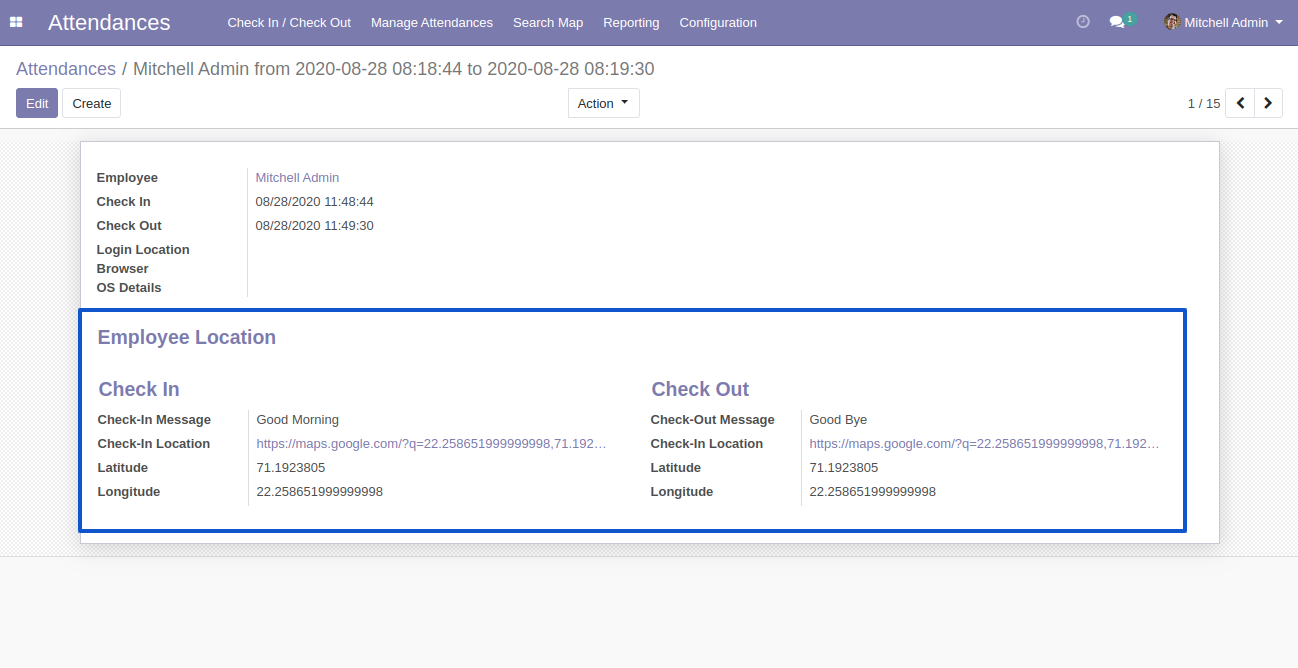 Attendances Check In / Check Out Manage Attendances Search Map Reporting Configuration 1 Mitchell Admin
Attendances / Mitchell Admin from 2020-08-28 08:18:44 to 2020-08-28 08:19:30
Edit Create Action 1 / 15
Employee Mitchell Admin
Check In 08/28/2020 11:48:44
Check Out 08/28/2020 11:49:30
Login Location
Browser
OS Details
Employee Location
Check In
Check-In Message Good Morning
Check-In Location https://maps.google.com/?q=22.258651999999998,71.192…
Latitude 71.1923805
Longitude 22.258651999999998
Check Out
Check-Out Message Good Bye
Check-In Location https://maps.google.com/?q=22.258651999999998,71.192…
Latitude 71.1923805
Longitude 22.258651999999998